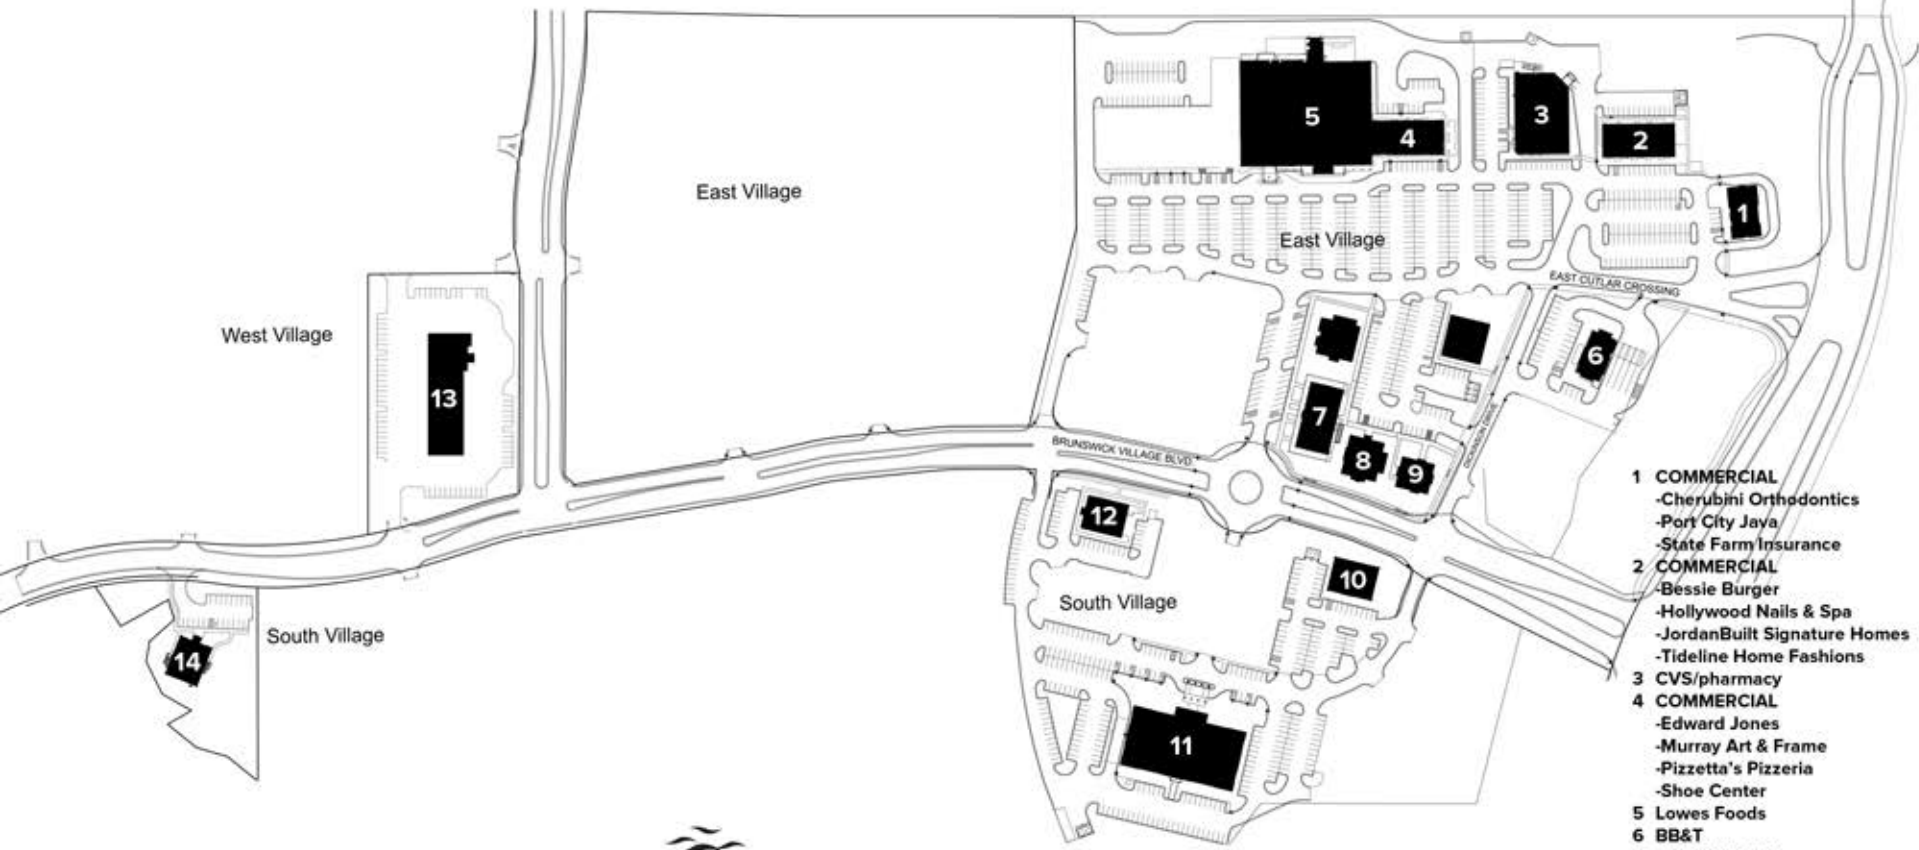 5
4
3
2
1
East Village
East Village
EAST CUTLAR CROSSING
West Village
13
6
7
DICKINSON DRIVE
BRUNSWICK VILLAGE BLVD
8
9
12
10
South Village
South Village
14
11
1 COMMERCIAL
-Cherubini Orthodontics
-Port City Java
-State Farm Insurance
2 COMMERCIAL
-Bessie Burger
-Hollywood Nails & Spa
-JordanBuilt Signature Homes
-Tideline Home Fashions
3 CVS/pharmacy
4 COMMERCIAL
-Edward Jones
-Murray Art & Frame
-Pizzetta's Pizzeria
-Shoe Center
5 Lowes Foods
6 BB&T